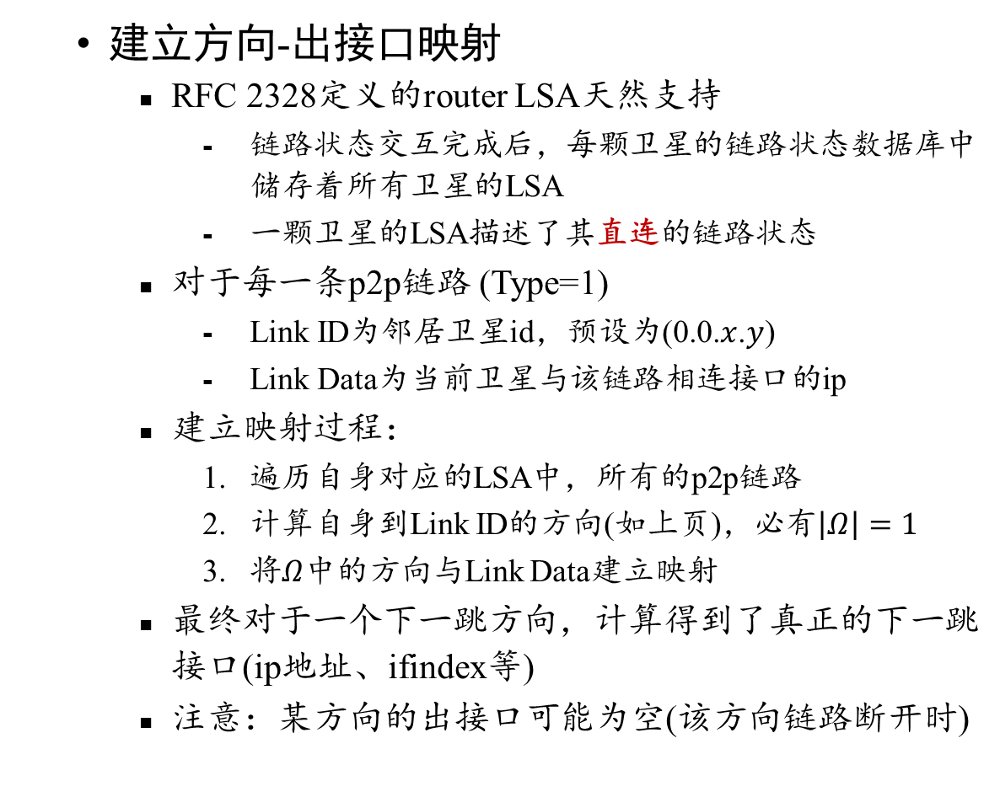 • 建立方向-出接口映射
▪ RFC 2328定义的router LSA天然支持
- 链路状态交互完成后，每颗卫星的链路状态数据库中
储存着所有卫星的LSA
- 一颗卫星的LSA描述了其直连的链路状态
▪ 对于每一条p2p链路 (Type=1)
- Link ID为邻居卫星id，预设为(0.0.x.y)
- Link Data为当前卫星与该链路相连接口的ip
▪ 建立映射过程：
1. 遍历自身对应的LSA中，所有的p2p链路
2. 计算自身到Link ID的方向(如上页)，必有|Ω| = 1
3. 将Ω中的方向与Link Data建立映射
▪ 最终对于一个下一跳方向，计算得到了真正的下一跳
接口(ip地址、ifindex等)
▪ 注意：某方向的出接口可能为空(该方向链路断开时)